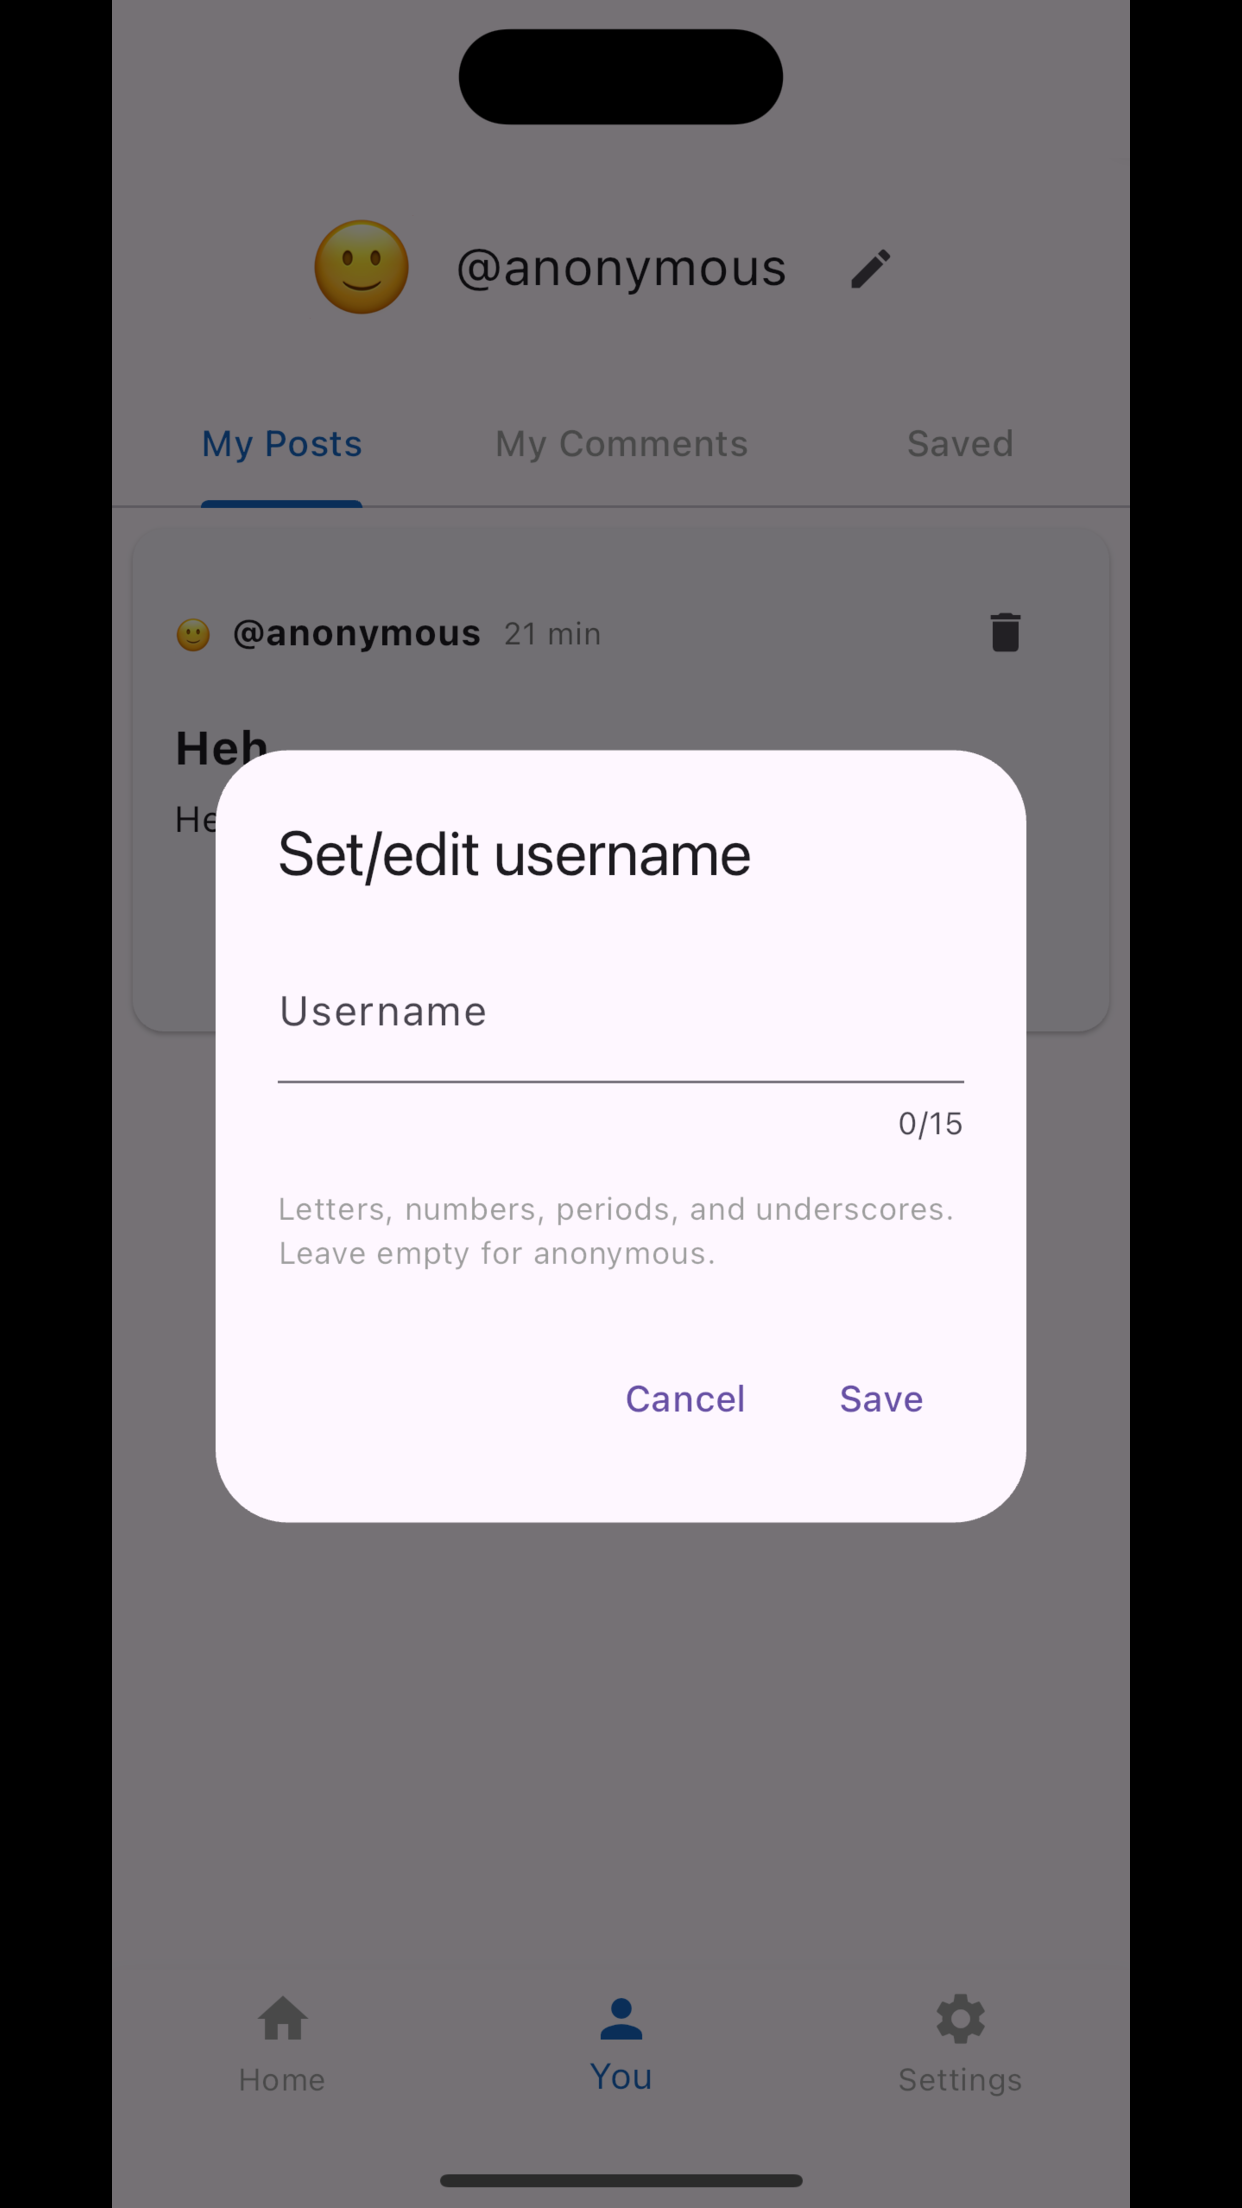 @anonymous
My Posts
My Comments
Saved
@anonymous 21 min
Heh
He
Set/edit username
Username
0/15
Letters, numbers, periods, and underscores.
Leave empty for anonymous.
Cancel
Save
Home
You
Settings